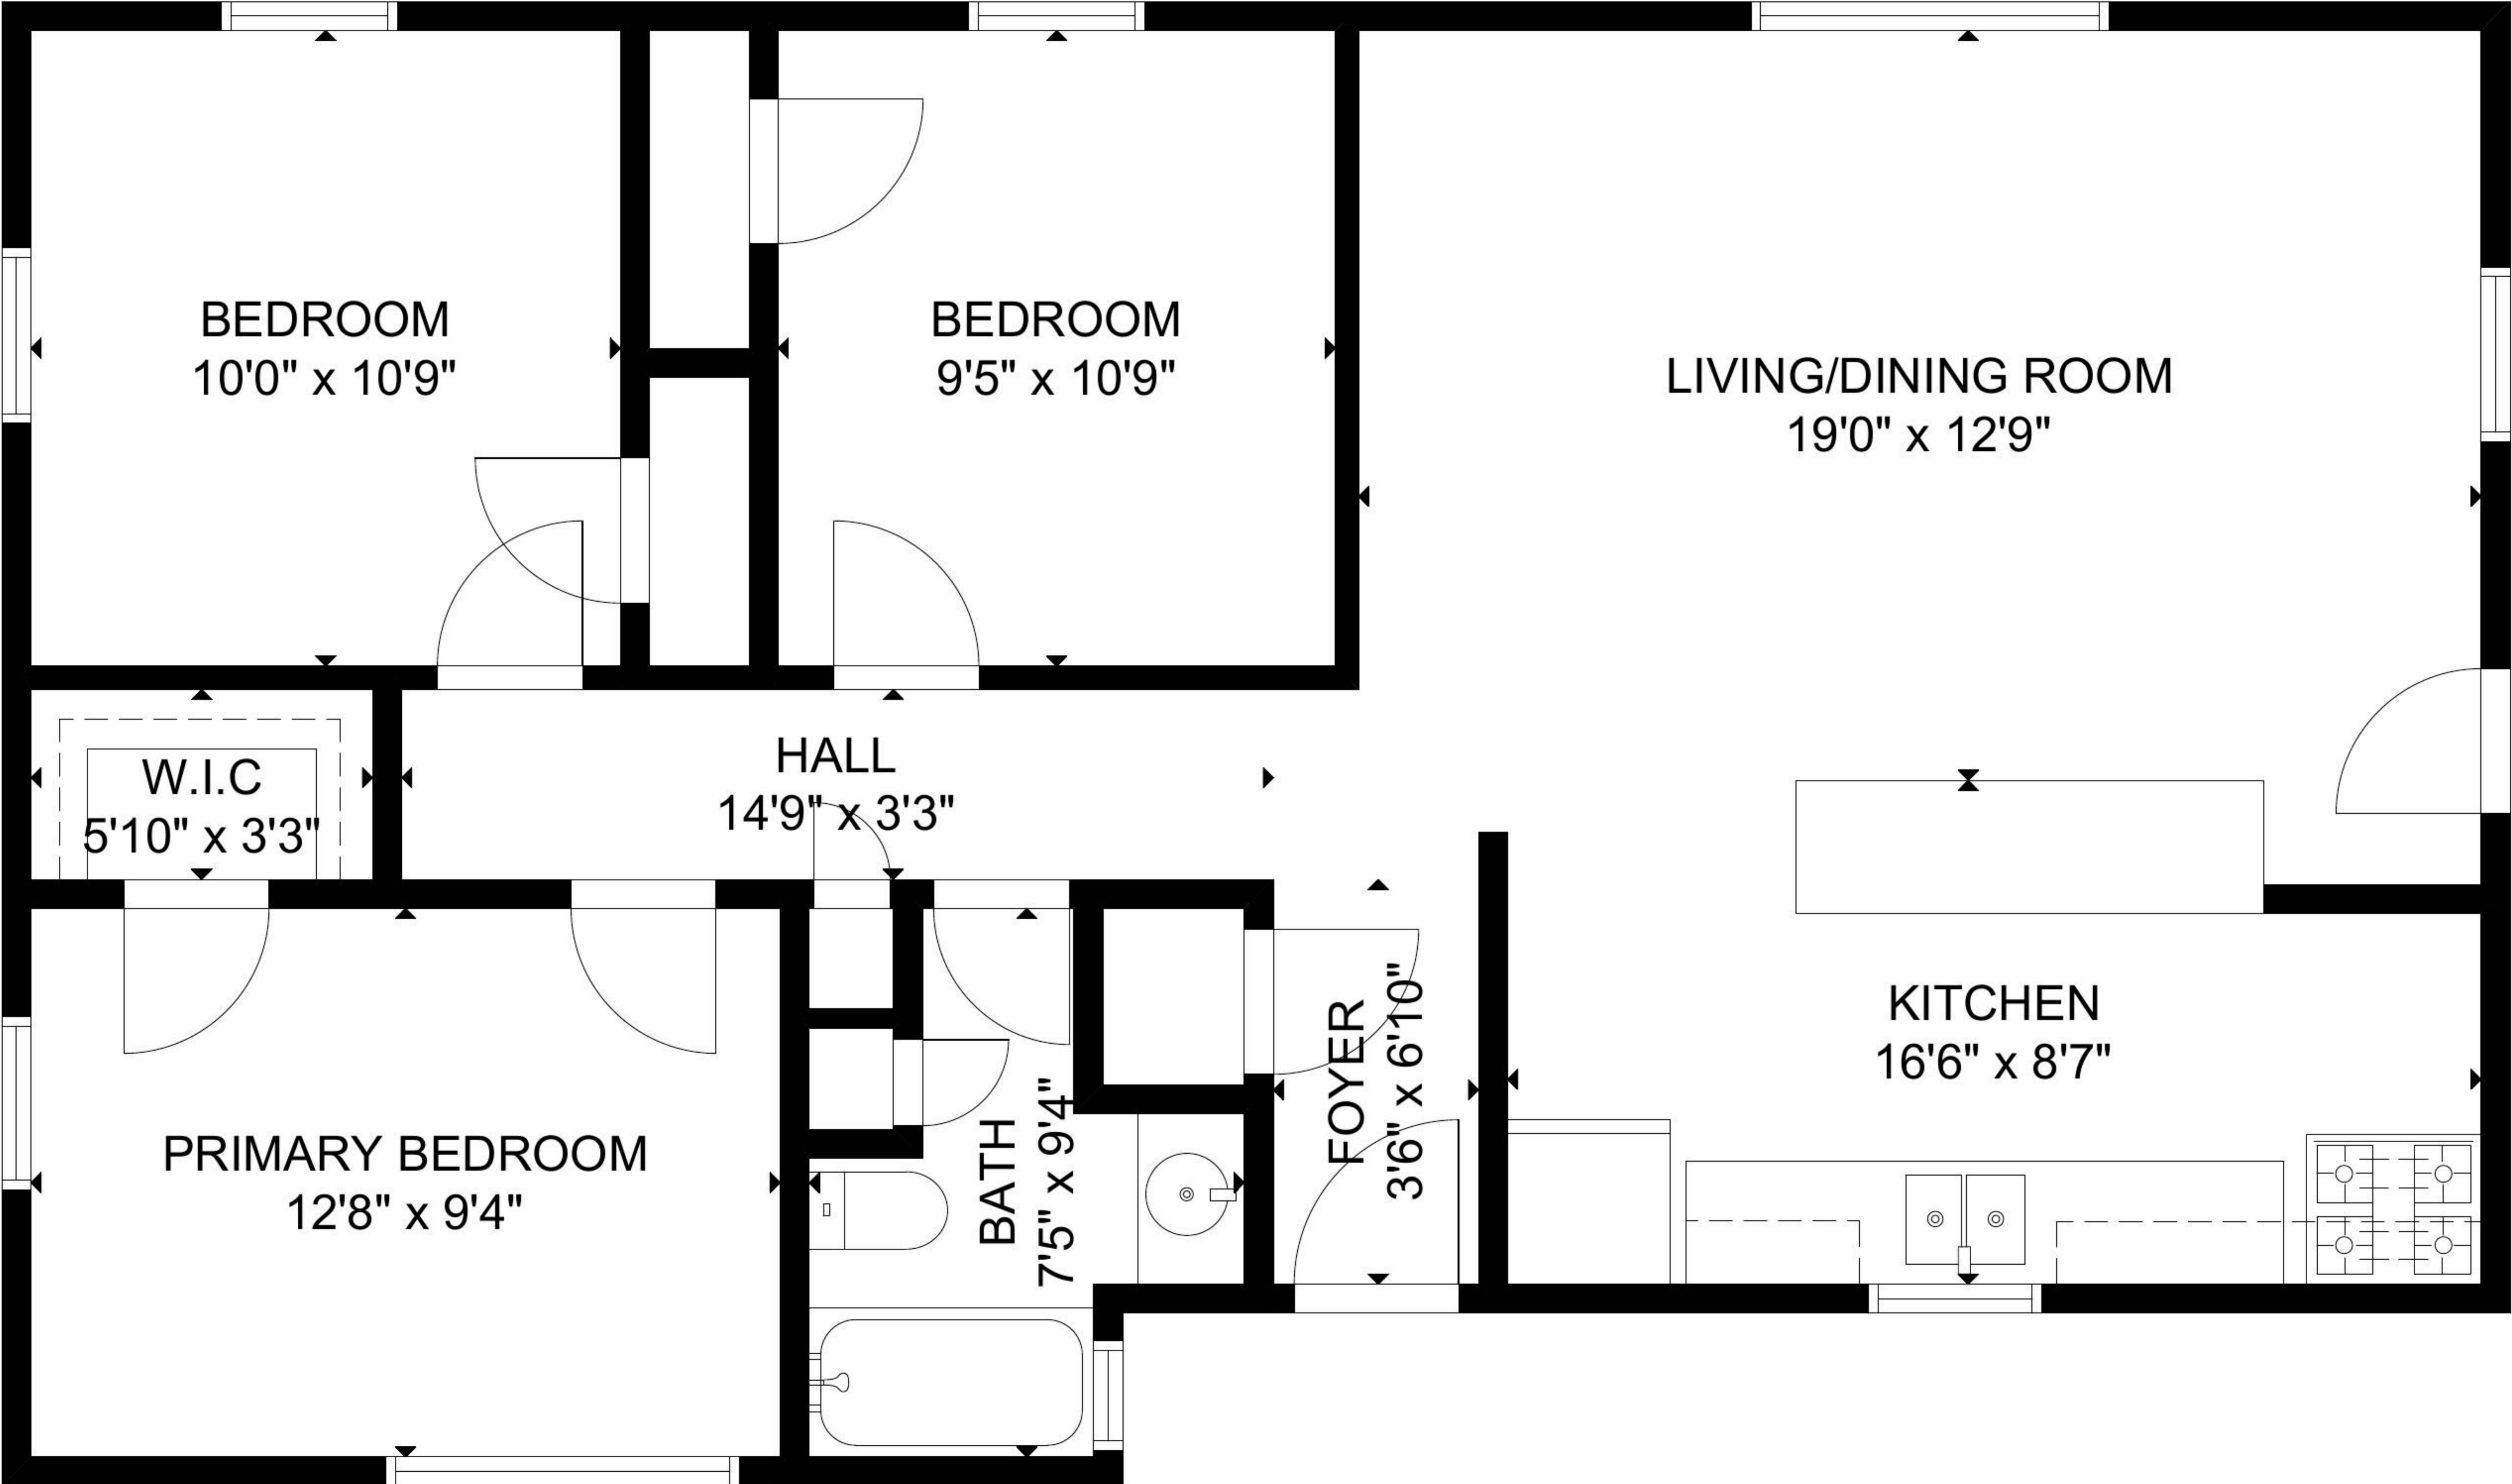 BEDROOM
10'0" x 10'9"
BEDROOM
9'5" x 10'9"
LIVING/DINING ROOM
19'0" x 12'9"
W.I.C
5'10" x 3'3"
HALL
14'9" x 3'3"
PRIMARY BEDROOM
12'8" x 9'4"
BATH
7'5" x 9'4"
FOYER
3'6" x 6'10"
KITCHEN
16'6" x 8'7"